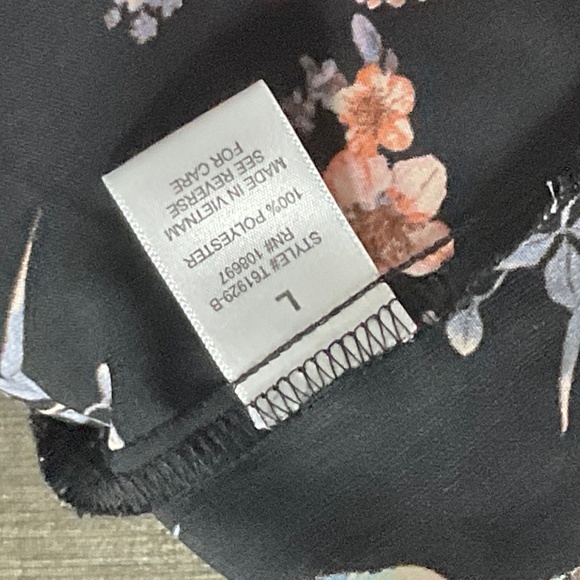 L
STYLE# T61929-B
RN# 108697
100% POLYESTER
MADE IN VIETNAM
SEE REVERSE
FOR CARE